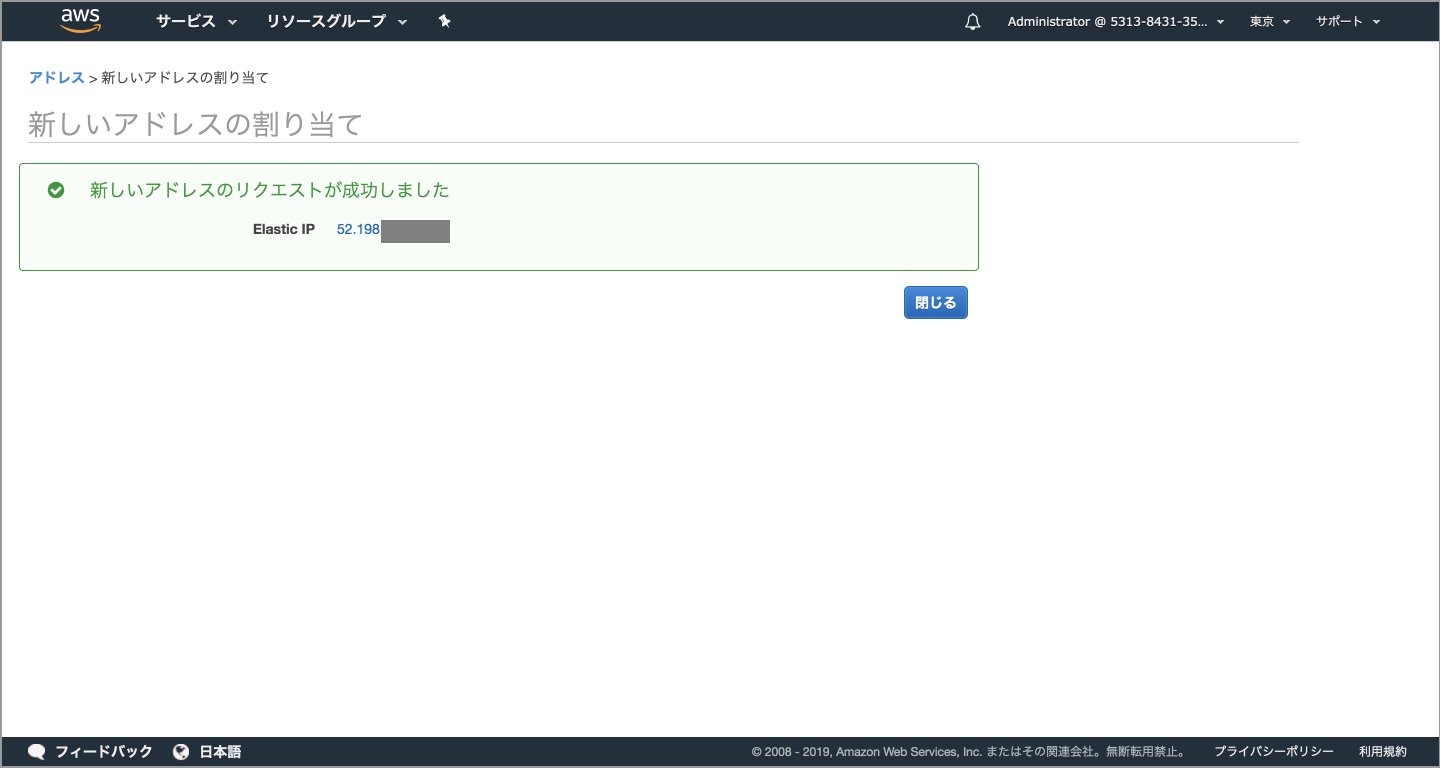 aws サービス リソースグループ Administrator @ 5313-8431-35... 東京 サポート
アドレス > 新しいアドレスの割り当て
新しいアドレスの割り当て
新しいアドレスのリクエストが成功しました
Elastic IP 52.198
閉じる
フィードバック 日本語 © 2008 - 2019, Amazon Web Services, Inc. またはその関連会社。無断転用禁止。 プライバシーポリシー 利用規約